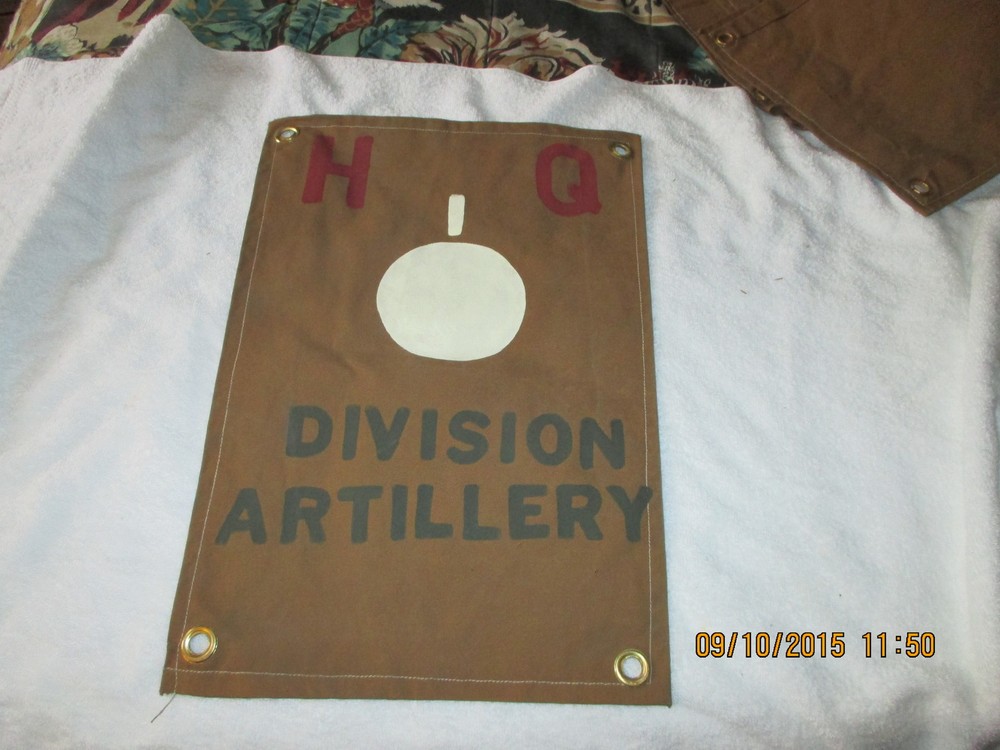 H Q
DIVISION
ARTILLERY
09/10/2015 11:50